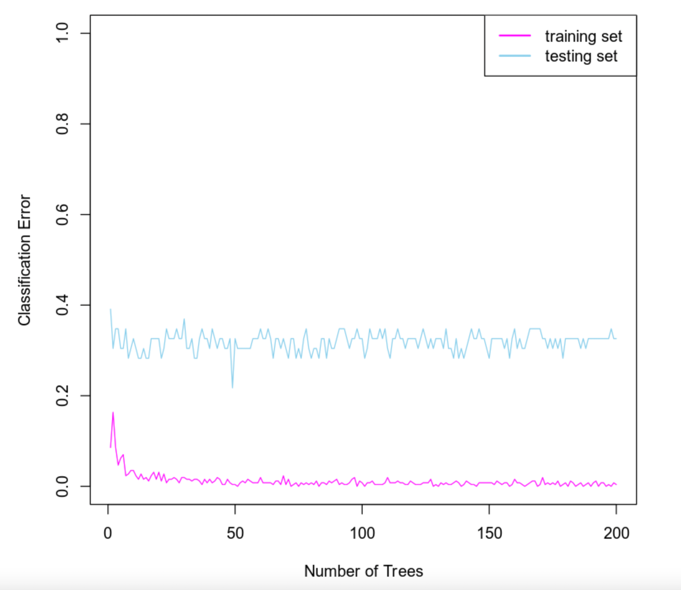 training set
testing set
1.0
0.8
0.6
0.4
0.2
0.0
Classification Error
0 50 100 150 200
Number of Trees